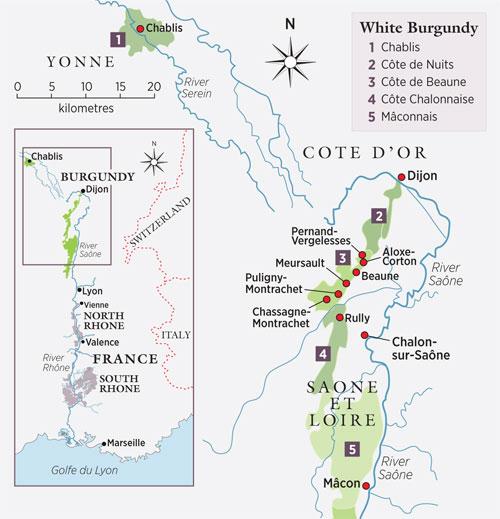 White Burgundy
1 Chablis
2 Côte de Nuits
3 Côte de Beaune
4 Côte Chalonnaise
5 Mâconnais
Chablis
1
YONNE
River
Serein
0 5 10 15 20
kilometres
N
COTE D'OR
Dijon
2
Pernand-
Vergelesses
Aloxe-
Corton
3
Meursault
Beaune
Puligny-
Montrachet
Chassagne-
Montrachet
River
Saône
Rully
Chalon-
sur-Saône
4
SAONE
ET
LOIRE
5
River
Saône
Mâcon
Chablis
N
BURGUNDY
Dijon
SWITZERLAND
River
Saône
Lyon
Vienne
NORTH
RHONE
ITALY
Valence
River
Rhône
FRANCE
SOUTH
RHONE
Marseille
Golfe du Lyon